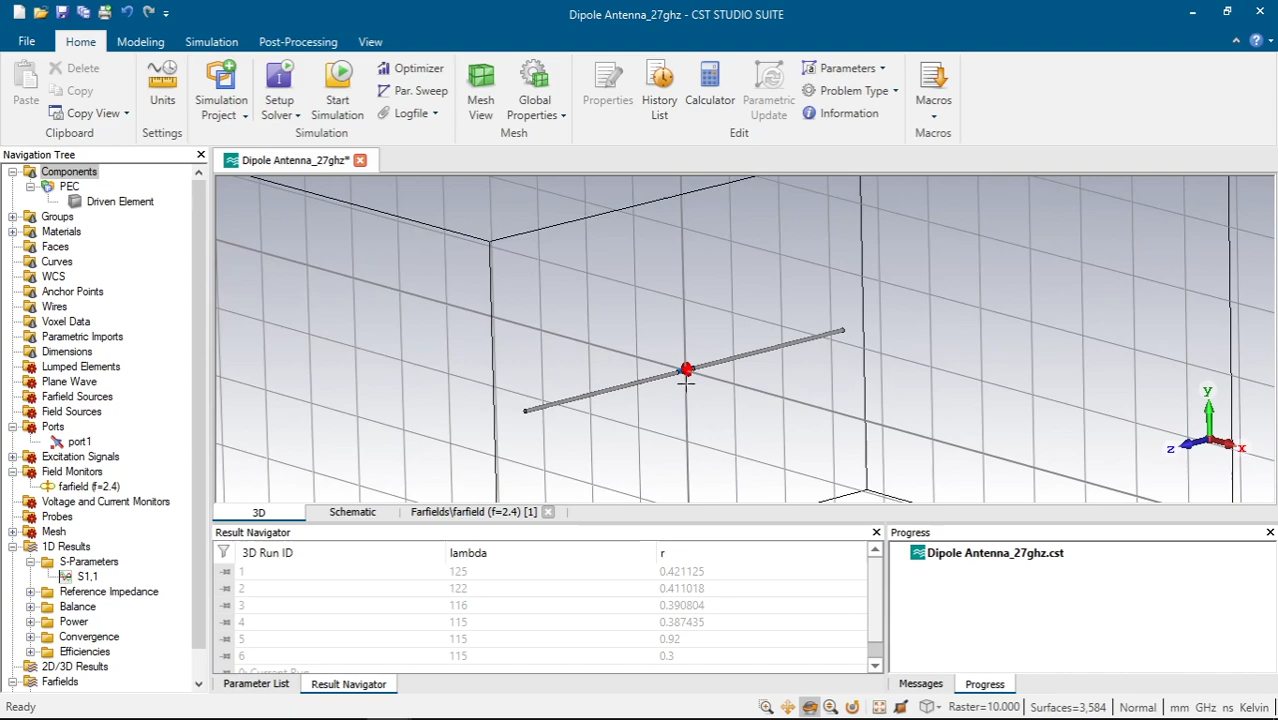 Dipole Antenna_27ghz - CST STUDIO SUITE
File Home Modeling Simulation Post-Processing View
Paste
Delete
Copy
Copy View
Clipboard
Units
Settings
Simulation Project
Setup Solver
Start Simulation
Optimizer
Par. Sweep
Logfile
Simulation
Mesh View
Global Properties
Mesh
Properties
History List
Calculator
Parametric Update
Parameters
Problem Type
Information
Edit
Macros
Macros
Navigation Tree
Components
PEC
Driven Element
Groups
Materials
Faces
Curves
WCS
Anchor Points
Wires
Voxel Data
Parametric Imports
Dimensions
Lumped Elements
Plane Wave
Farfield Sources
Field Sources
Ports
port1
Excitation Signals
Field Monitors
farfield (f=2.4)
Voltage and Current Monitors
Probes
Mesh
1D Results
S-Parameters
S1,1
Reference Impedance
Balance
Power
Convergence
Efficiencies
2D/3D Results
Farfields
Dipole Antenna_27ghz*
y
z x
3D Schematic Farfields\farfield (f=2.4) [1]
Result Navigator
3D Run ID lambda r
1 125 0.421125
2 122 0.411018
3 116 0.390804
4 115 0.387435
5 115 0.92
6 115 0.3
0: Current Run
Parameter List Result Navigator
Progress
Dipole Antenna_27ghz.cst
Messages Progress
Ready
Raster=10.000 Surfaces=3,584 Normal mm GHz ns Kelvin